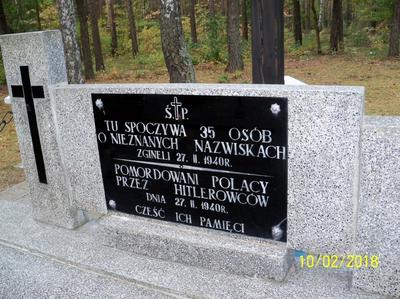 Ś.P.
TU SPOCZYWA 35 OSÓB
O NIEZNANYCH NAZWISKACH
ZGINELI 27. II. 1940R.
POMORDOWANI POLACY
PRZEZ HITLEROWCÓW
DNIA 27. II. 1940R.
CZEŚĆ ICH PAMIĘCI
10/02/2018